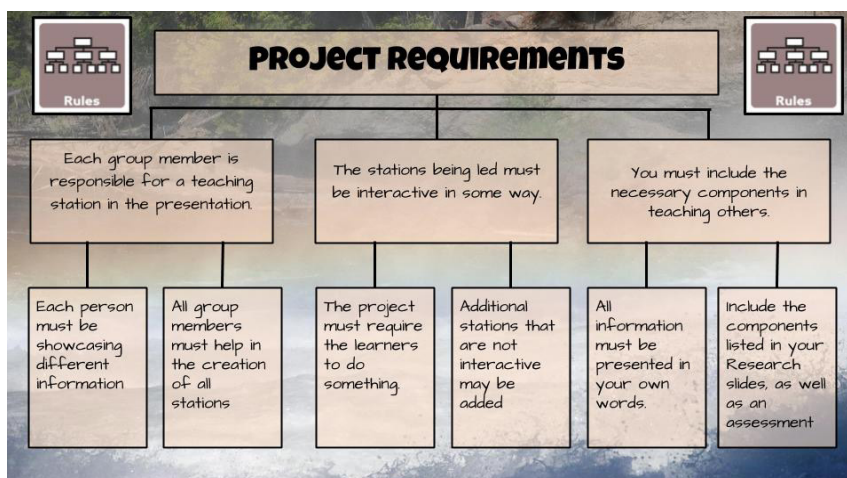 PROJECT REQUIREMENTS
Rules
Rules
Each group member is
responsible for a teaching
station in the presentation.
The stations being led must
be interactive in some way.
You must include the
necessary components in
teaching others.
Each person
must be
showcasing
different
information
All group
members
must help in
the creation
of all
stations
The project
must require
the learners
to do
something.
Additional
stations that
are not
interactive
may be
added
All
information
must be
presented in
your own
words.
Include the
components
listed in your
Research
slides, as well
as an
assessment